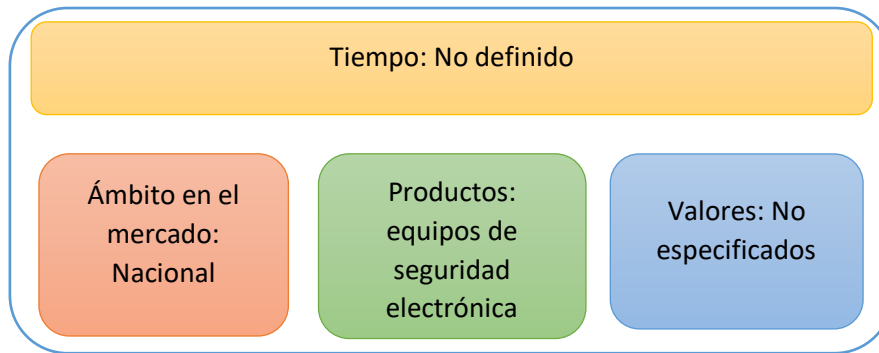 Tiempo: No definido
Ámbito en el
mercado:
Nacional
Productos:
equipos de
seguridad
electrónica
Valores: No
especificados